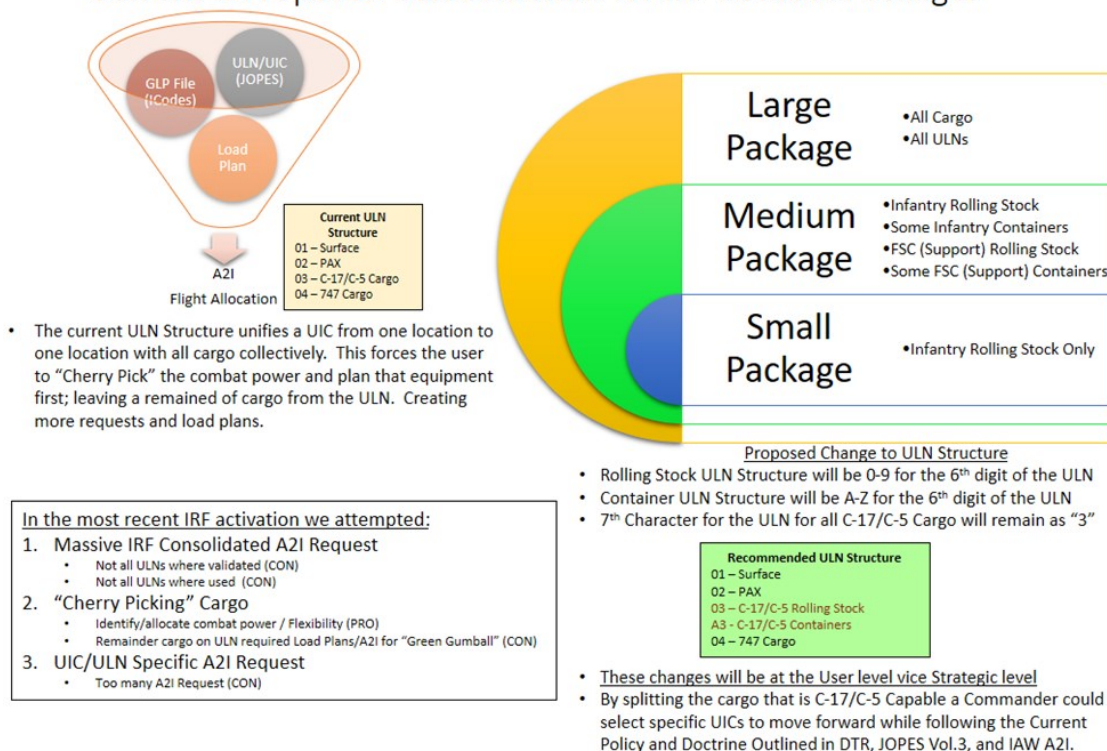 GLP File
(ICodes)
ULN/UIC
(JOPES)
Load
Plan
A2I
Flight Allocation
Current ULN
Structure
01 – Surface
02 – PAX
03 – C-17/C-5 Cargo
04 – 747 Cargo
• The current ULN Structure unifies a UIC from one location to
one location with all cargo collectively. This forces the user
to “Cherry Pick” the combat power and plan that equipment
first; leaving a remained of cargo from the ULN. Creating
more requests and load plans.
In the most recent IRF activation we attempted:
1. Massive IRF Consolidated A2I Request
• Not all ULNs where validated (CON)
• Not all ULNs where used (CON)
2. “Cherry Picking” Cargo
• Identify/allocate combat power / Flexibility (PRO)
• Remainder cargo on ULN required Load Plans/A2I for “Green Gumball” (CON)
3. UIC/ULN Specific A2I Request
• Too many A2I Request (CON)
Large
Package
•All Cargo
•All ULNs
Medium
Package
•Infantry Rolling Stock
•Some Infantry Containers
•FSC (Support) Rolling Stock
•Some FSC (Support) Containers
Small
Package
•Infantry Rolling Stock Only
Proposed Change to ULN Structure
• Rolling Stock ULN Structure will be 0-9 for the 6th digit of the ULN
• Container ULN Structure will be A-Z for the 6th digit of the ULN
• 7th Character for the ULN for all C-17/C-5 Cargo will remain as “3”
Recommended ULN Structure
01 – Surface
02 – PAX
03 – C-17/C-5 Rolling Stock
A3 - C-17/C-5 Containers
04 – 747 Cargo
• These changes will be at the User level vice Strategic level
• By splitting the cargo that is C-17/C-5 Capable a Commander could
select specific UICs to move forward while following the Current
Policy and Doctrine Outlined in DTR, JOPES Vol.3, and IAW A2I.